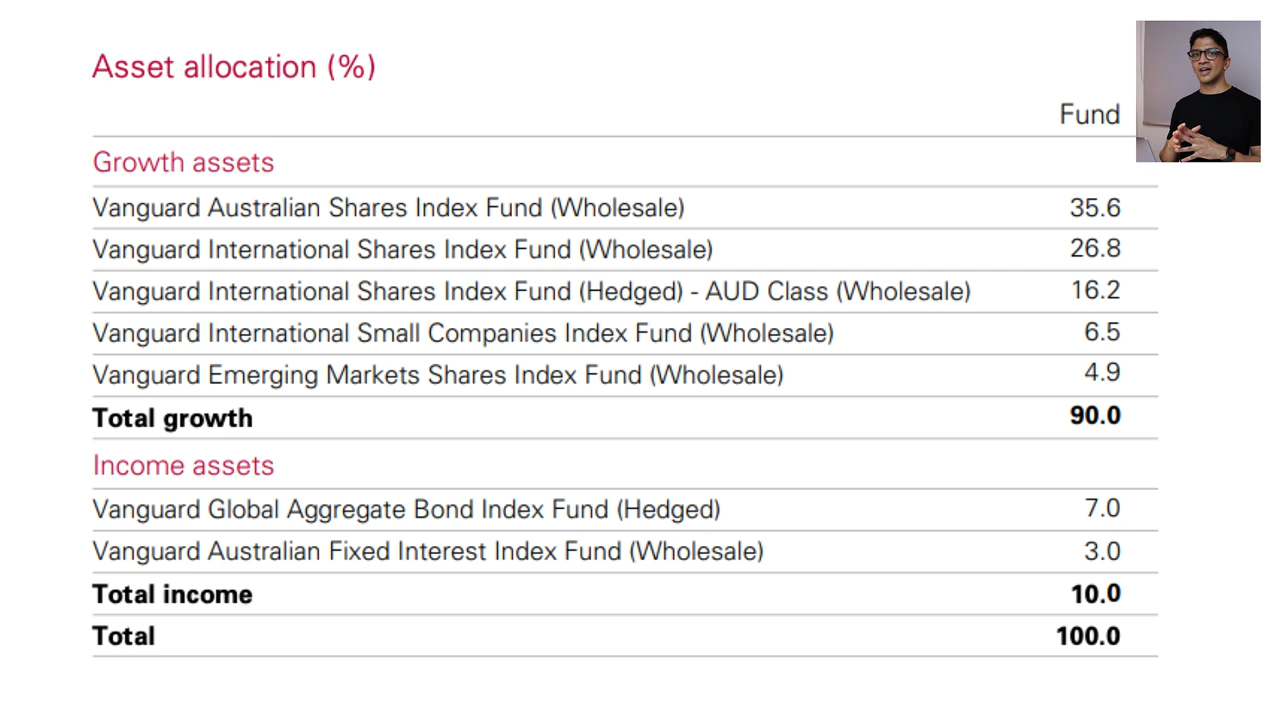 Asset allocation (%)
Fund
Growth assets
Vanguard Australian Shares Index Fund (Wholesale) 35.6
Vanguard International Shares Index Fund (Wholesale) 26.8
Vanguard International Shares Index Fund (Hedged) - AUD Class (Wholesale) 16.2
Vanguard International Small Companies Index Fund (Wholesale) 6.5
Vanguard Emerging Markets Shares Index Fund (Wholesale) 4.9
Total growth 90.0
Income assets
Vanguard Global Aggregate Bond Index Fund (Hedged) 7.0
Vanguard Australian Fixed Interest Index Fund (Wholesale) 3.0
Total income 10.0
Total 100.0